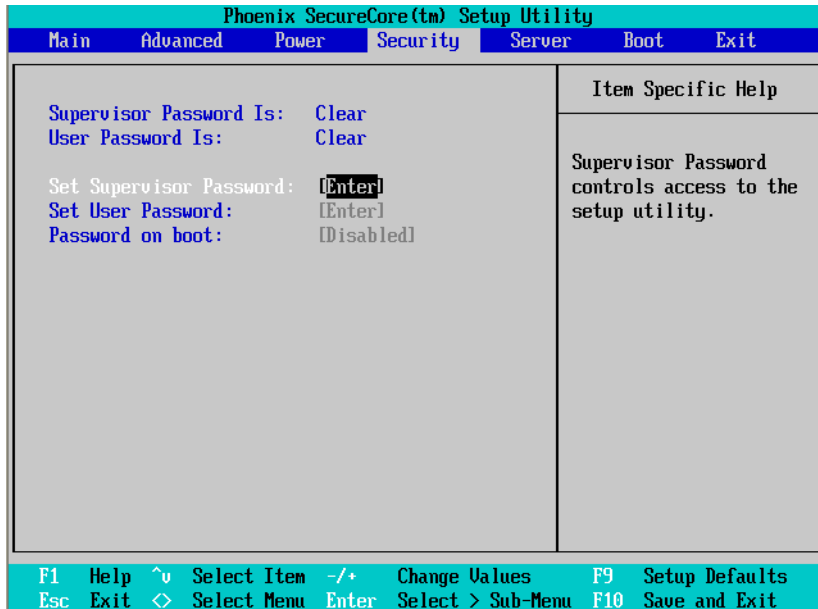 Phoenix SecureCore(tm) Setup Utility
Main Advanced Power Security Server Boot Exit
Supervisor Password Is: Clear
User Password Is: Clear
Set Supervisor Password: [Enter]
Set User Password: [Enter]
Password on boot: [Disabled]
Item Specific Help
Supervisor Password
controls access to the
setup utility.
F1 Help ^v Select Item -/+ Change Values F9 Setup Defaults
Esc Exit <> Select Menu Enter Select > Sub-Menu F10 Save and Exit